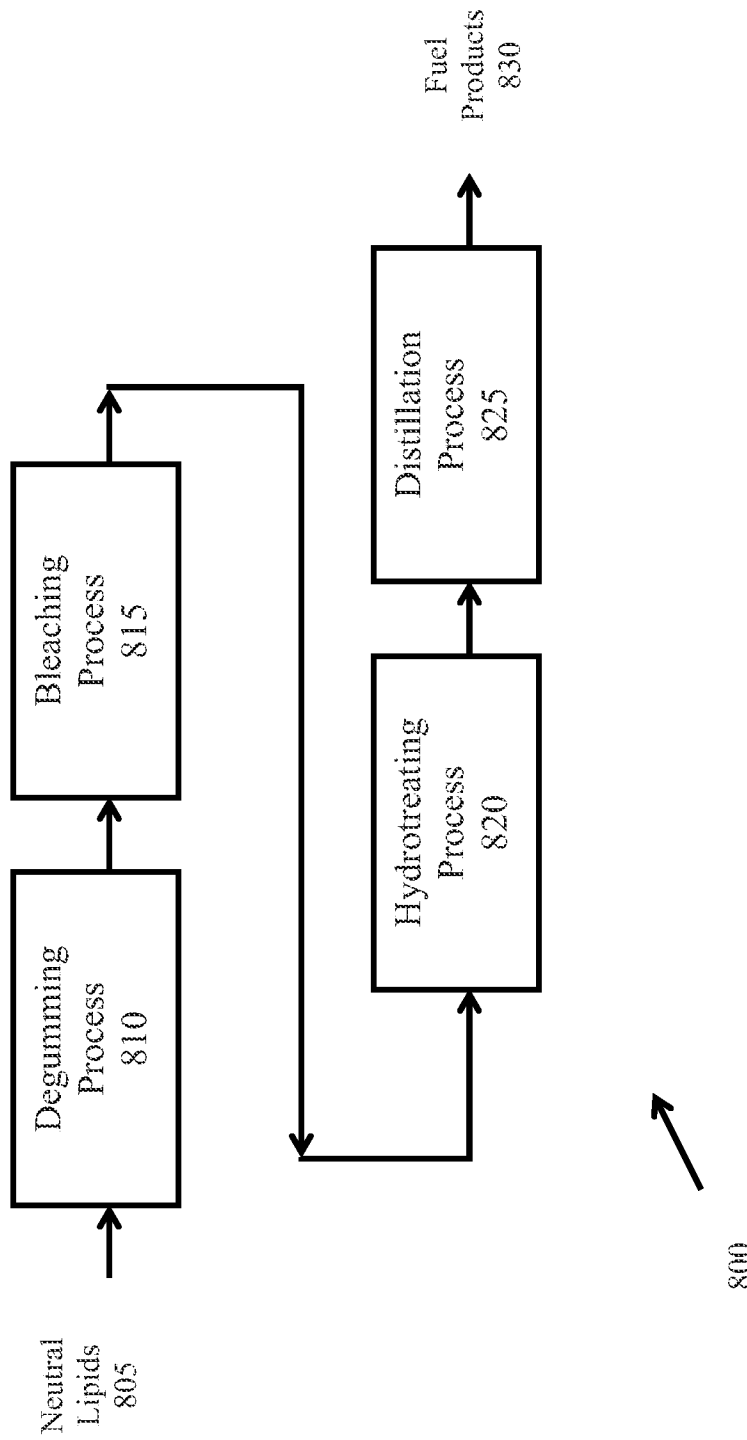 Neutral
Lipids
805
Degumming
Process
810
Bleaching
Process
815
Hydrotreating
Process
820
Distillation
Process
825
Fuel
Products
830
800